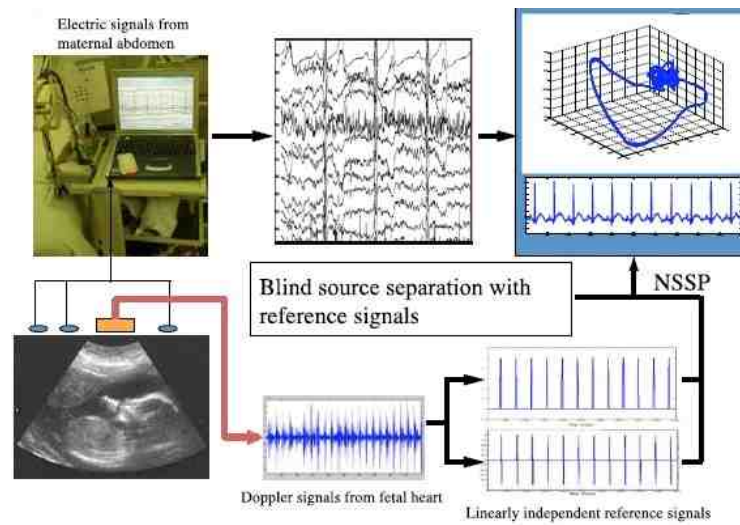 Electric signals from
maternal abdomen
Blind source separation with
reference signals
NSSP
Doppler signals from fetal heart
Linearly independent reference signals